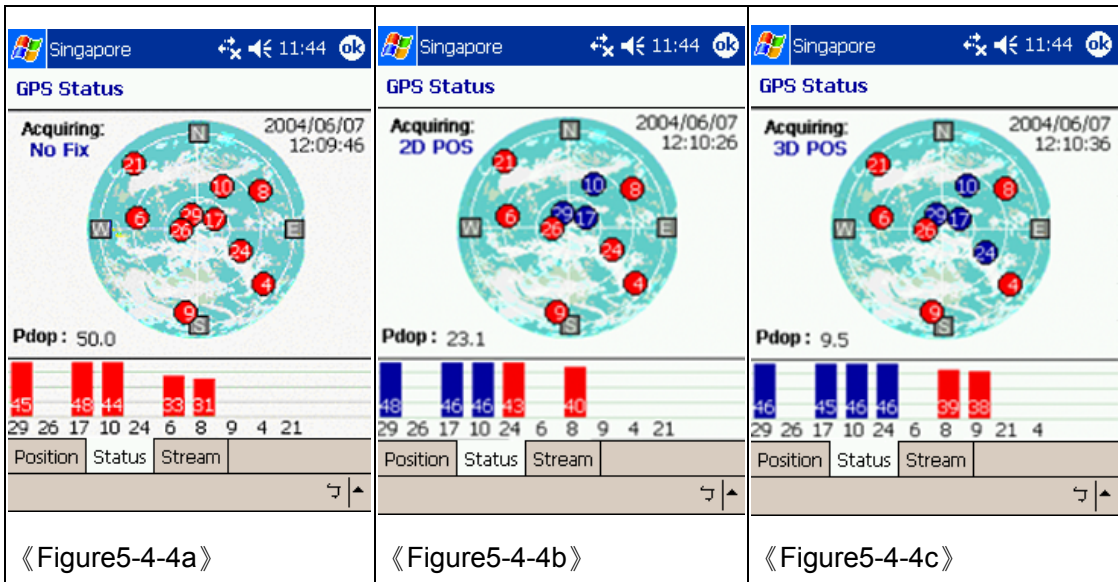 Singapore 11:44 ok
GPS Status
Acquiring: 2004/06/07
No Fix 12:09:46
N
21
10 8
6 29 17
W 26 E
24
4
9
S
Pdop : 50.0
45 48 44 33 31
29 26 17 10 24 6 8 9 4 21
Position Status Stream
《Figure5-4-4a》
Singapore 11:44 ok
GPS Status
Acquiring: 2004/06/07
2D POS 12:10:26
N
21
10 8
6 29 17
W 26 E
24
4
9
S
Pdop : 23.1
48 46 46 43 40
29 26 17 10 24 6 8 9 4 21
Position Status Stream
《Figure5-4-4b》
Singapore 11:44 ok
GPS Status
Acquiring: 2004/06/07
3D POS 12:10:36
N
21
10 8
6 29 17
W 26 E
24
4
9
S
Pdop : 9.5
46 45 46 46 39 38
29 26 17 10 24 6 8 9 21 4
Position Status Stream
《Figure5-4-4c》